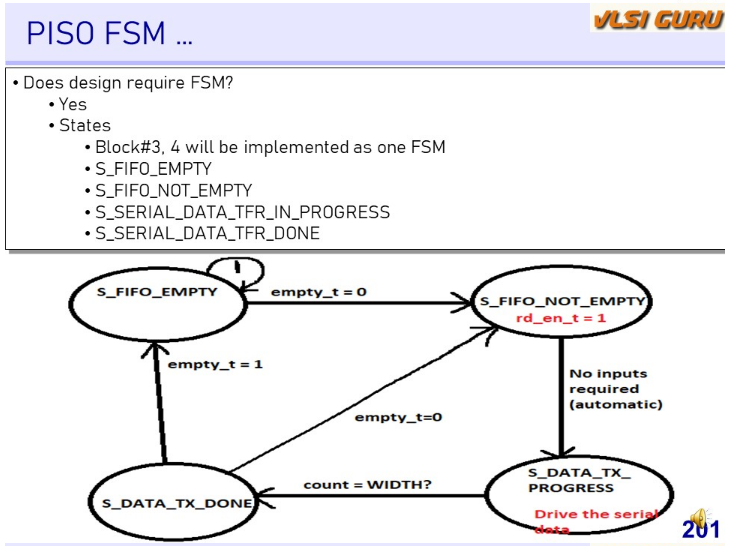 PISO FSM ...
VLSI GURU
• Does design require FSM?
• Yes
• States
• Block#3, 4 will be implemented as one FSM
• S_FIFO_EMPTY
• S_FIFO_NOT_EMPTY
• S_SERIAL_DATA_TFR_IN_PROGRESS
• S_SERIAL_DATA_TFR_DONE
1
S_FIFO_EMPTY
empty_t = 0
S_FIFO_NOT_EMPTY
rd_en_t = 1
empty_t = 1
No inputs
required
(automatic)
empty_t=0
S_DATA_TX_DONE
count = WIDTH?
S_DATA_TX_
PROGRESS
Drive the serial
data
201